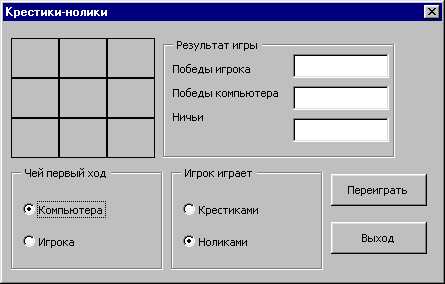 Крестики-нолики
Результат игры
Победы игрока
Победы компьютера
Ничьи
Чей первый ход
Компьютера
Игрока
Игрок играет
Крестиками
Ноликами
Переиграть
Выход